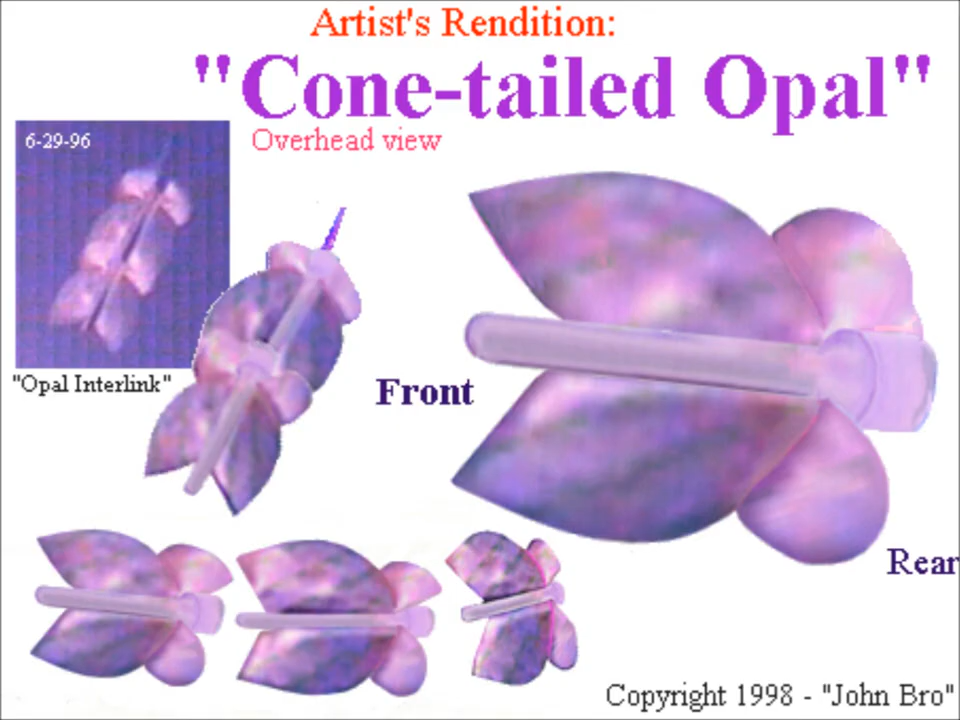 Artist's Rendition:
"Cone-tailed Opal"
6-29-96
Overhead view
"Opal Interlink"
Front
Rear
Copyright 1998 - "John Bro"